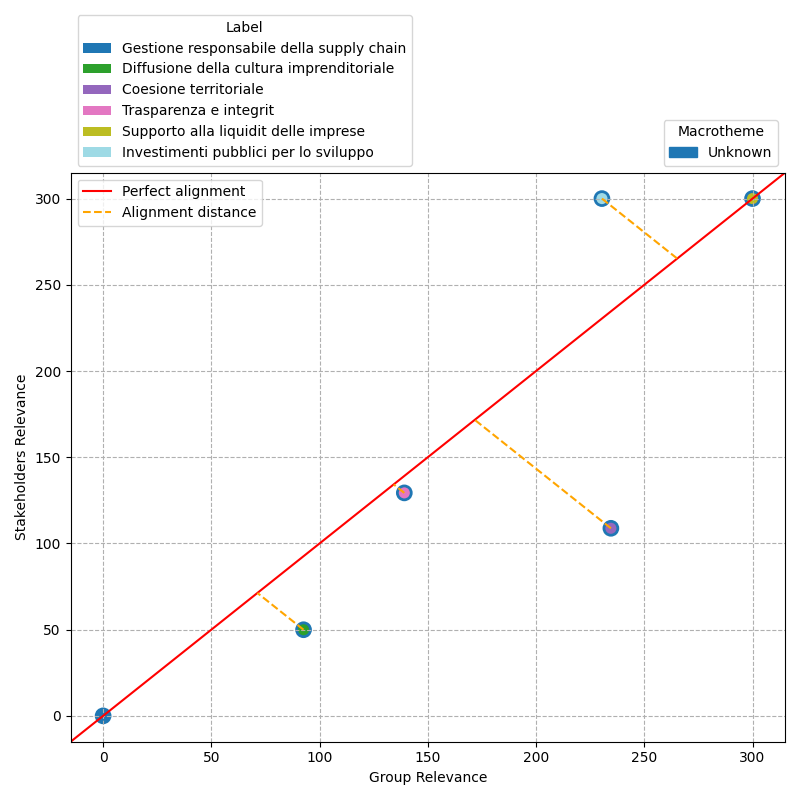 Label
Gestione responsabile della supply chain
Diffusione della cultura imprenditoriale
Coesione territoriale
Trasparenza e integrit
Supporto alla liquidit delle imprese
Investimenti pubblici per lo sviluppo
Macrotheme
Unknown
Perfect alignment
Alignment distance
300
250
200
150
100
50
0
Stakeholders Relevance
0 50 100 150 200 250 300
Group Relevance